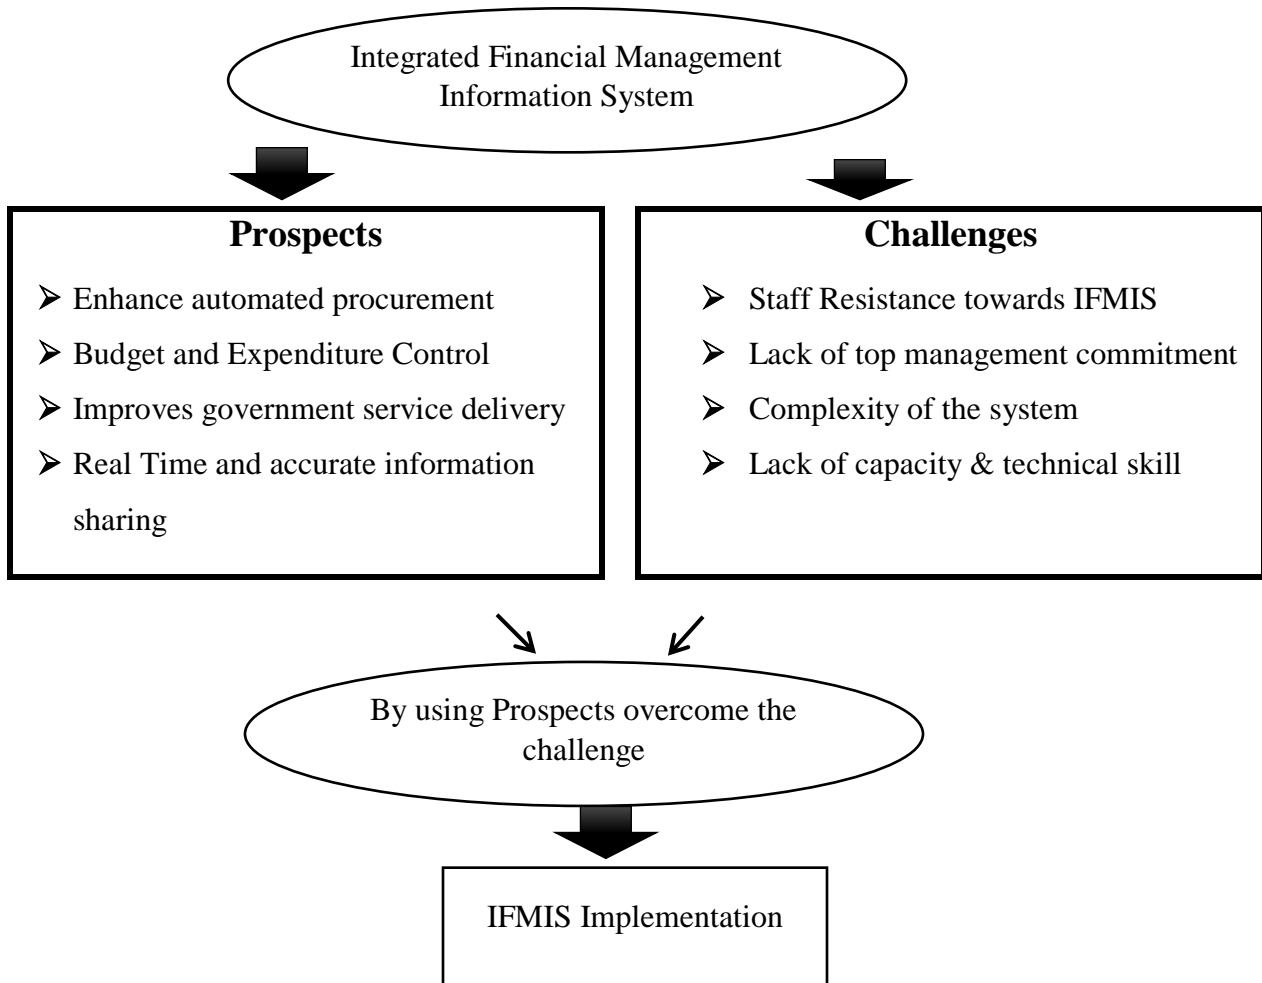 Integrated Financial Management
Information System
Prospects
Enhance automated procurement
Budget and Expenditure Control
Improves government service delivery
Real Time and accurate information
sharing
Challenges
Staff Resistance towards IFMIS
Lack of top management commitment
Complexity of the system
Lack of capacity & technical skill
By using Prospects overcome the
challenge
IFMIS Implementation